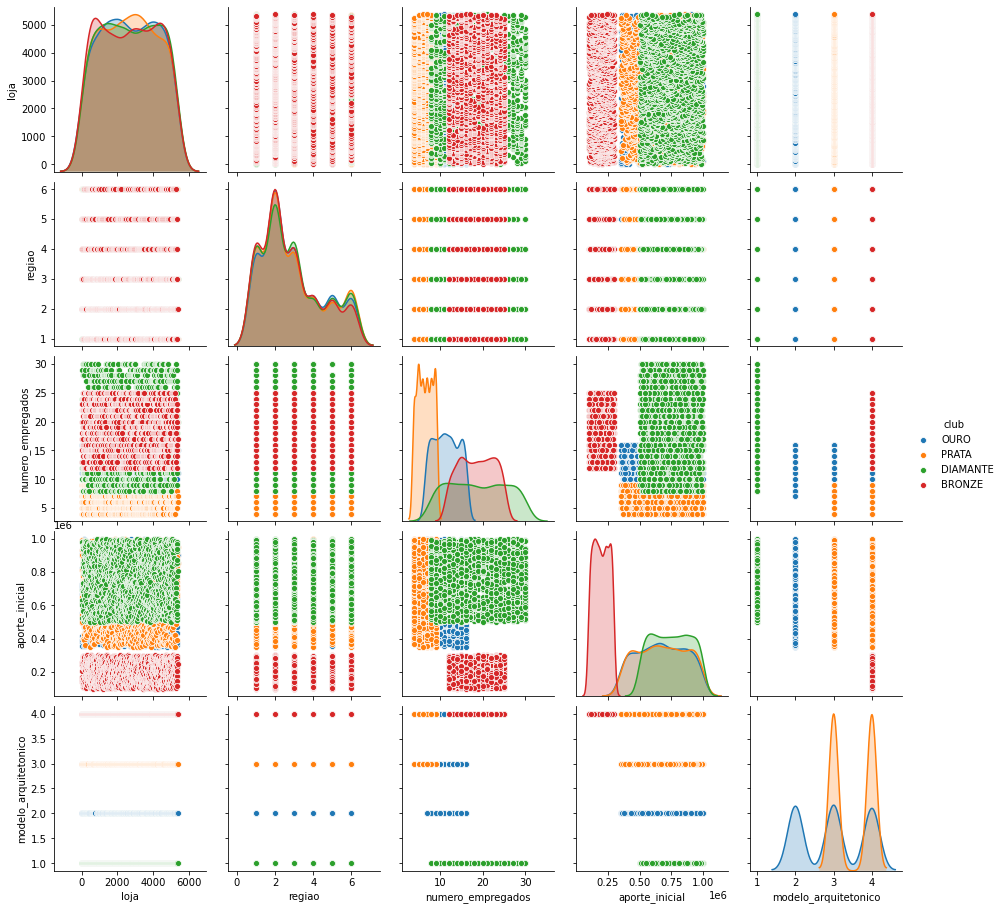 loja
5000
4000
3000
2000
1000
0
regiao
6
5
4
3
2
1
numero_empregados
30
25
20
15
10
5
1e6
aporte_inicial
1.0
0.8
0.6
0.4
0.2
modelo_arquitetonico
4.0
3.5
3.0
2.5
2.0
1.5
1.0
0 2000 4000 6000
loja
0 2 4 6
regiao
10 20 30
numero_empregados
0.25 0.50 0.75 1.00
aporte_inicial 1e6
1 2 3 4
modelo_arquitetonico
club
OURO
PRATA
DIAMANTE
BRONZE